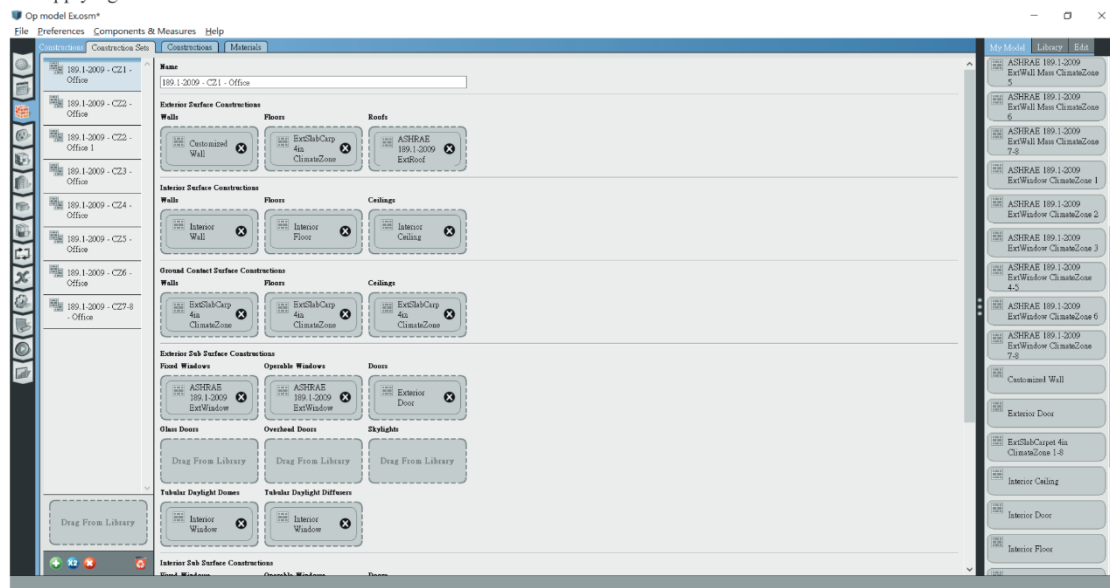 Op model Ex.osm*
File Preferences Components & Measures Help
Constructions Construction Sets Constructions Materials
My Model Library Edit
189.1-2009 - CZ1 -
Office
189.1-2009 - CZ2 -
Office
189.1-2009 - CZ2 -
Office 1
189.1-2009 - CZ3 -
Office
189.1-2009 - CZ4 -
Office
189.1-2009 - CZ5 -
Office
189.1-2009 - CZ6 -
Office
189.1-2009 - CZ7-8
- Office
Drag From Library
x2
Name
189.1-2009 - CZ1 - Office
Exterior Surface Constructions
Walls Floors Roofs
Customized
Wall
ExtSlabCarp
4in
ClimateZone
ASHRAE
189.1-2009
ExtRoof
Interior Surface Constructions
Walls Floors Ceilings
Interior
Wall
Interior
Floor
Interior
Ceiling
Ground Contact Surface Constructions
Walls Floors Ceilings
ExtSlabCarp
4in
ClimateZone
ExtSlabCarp
4in
ClimateZone
ExtSlabCarp
4in
ClimateZone
Exterior Sub Surface Constructions
Fixed Windows Operable Windows Doors
ASHRAE
189.1-2009
ExtWindow
ASHRAE
189.1-2009
ExtWindow
Exterior
Door
Glass Doors Overhead Doors Skylights
Drag From Library Drag From Library Drag From Library
Tubular Daylight Domes Tubular Daylight Diffusers
Interior
Window
Interior
Window
Interior Sub Surface Constructions
Fixed Windows Operable Windows Doors
ASHRAE 189.1-2009
ExtWall Mass ClimateZone
5
ASHRAE 189.1-2009
ExtWall Mass ClimateZone
6
ASHRAE 189.1-2009
ExtWall Mass ClimateZone
7-8
ASHRAE 189.1-2009
ExtWindow ClimateZone 1
ASHRAE 189.1-2009
ExtWindow ClimateZone 2
ASHRAE 189.1-2009
ExtWindow ClimateZone 3
ASHRAE 189.1-2009
ExtWindow ClimateZone
4-5
ASHRAE 189.1-2009
ExtWindow ClimateZone 6
ASHRAE 189.1-2009
ExtWindow ClimateZone
7-8
Customized Wall
Exterior Door
ExtSlabCarpet 4in
ClimateZone 1-8
Interior Ceiling
Interior Door
Interior Floor